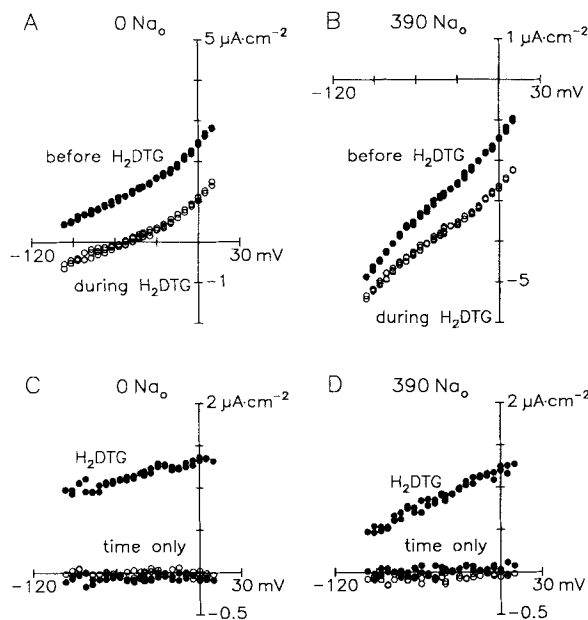 A
0 Naₒ
5 μA·cm⁻²
before H₂DTG
-120
30 mV
during H₂DTG
-1
B
390 Naₒ
1 μA·cm⁻²
-120
30 mV
before H₂DTG
-5
during H₂DTG
C
0 Naₒ
2 μA·cm⁻²
H₂DTG
time only
-120
30 mV
-0.5
D
390 Naₒ
2 μA·cm⁻²
H₂DTG
time only
-120
30 mV
-0.5